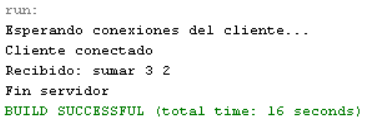 run:
Esperando conexiones del cliente...
Cliente conectado
Recibido: sumar 3 2
Fin servidor
BUILD SUCCESSFUL (total time: 16 seconds)